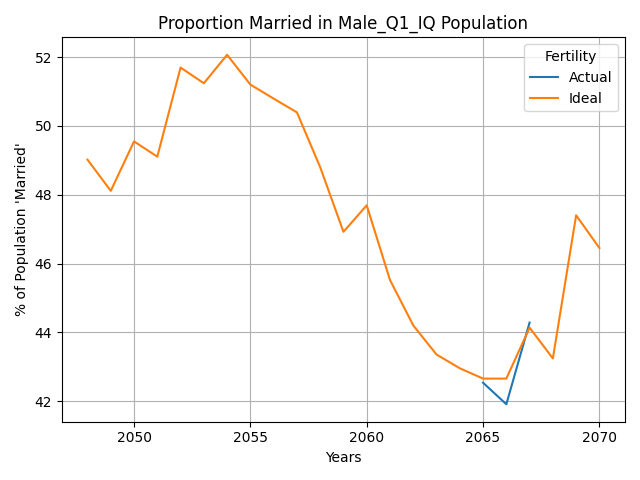 Proportion Married in Male_Q1_IQ Population
Fertility
Actual
Ideal
52
50
48
46
44
42
% of Population 'Married'
2050
2055
2060
2065
2070
Years